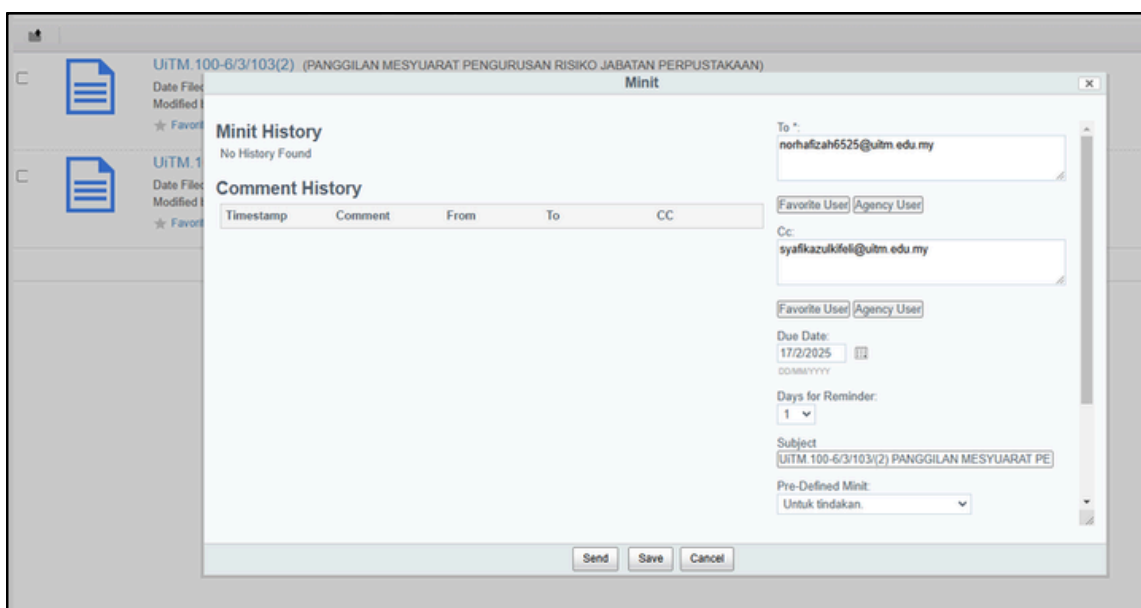 UiTM.100-6/3/103(2) (PANGGILAN MESYUARAT PENGURUSAN RISIKO JABATAN PERPUSTAKAAN)
Date Filed
Modified
Favorit
UiTM.1
Date Filed
Modified
Favorit
Minit
x
Minit History
No History Found
Comment History
Timestamp Comment From To CC
To *:
norhafizah6525@uitm.edu.my
Favorite User Agency User
Cc:
syafikazulkifeli@uitm.edu.my
Favorite User Agency User
Due Date:
17/2/2025
DD/MM/YYYY
Days for Reminder:
1
Subject
UiTM.100-6/3/103/(2) PANGGILAN MESYUARAT PE
Pre-Defined Minit:
Untuk tindakan.
Send Save Cancel